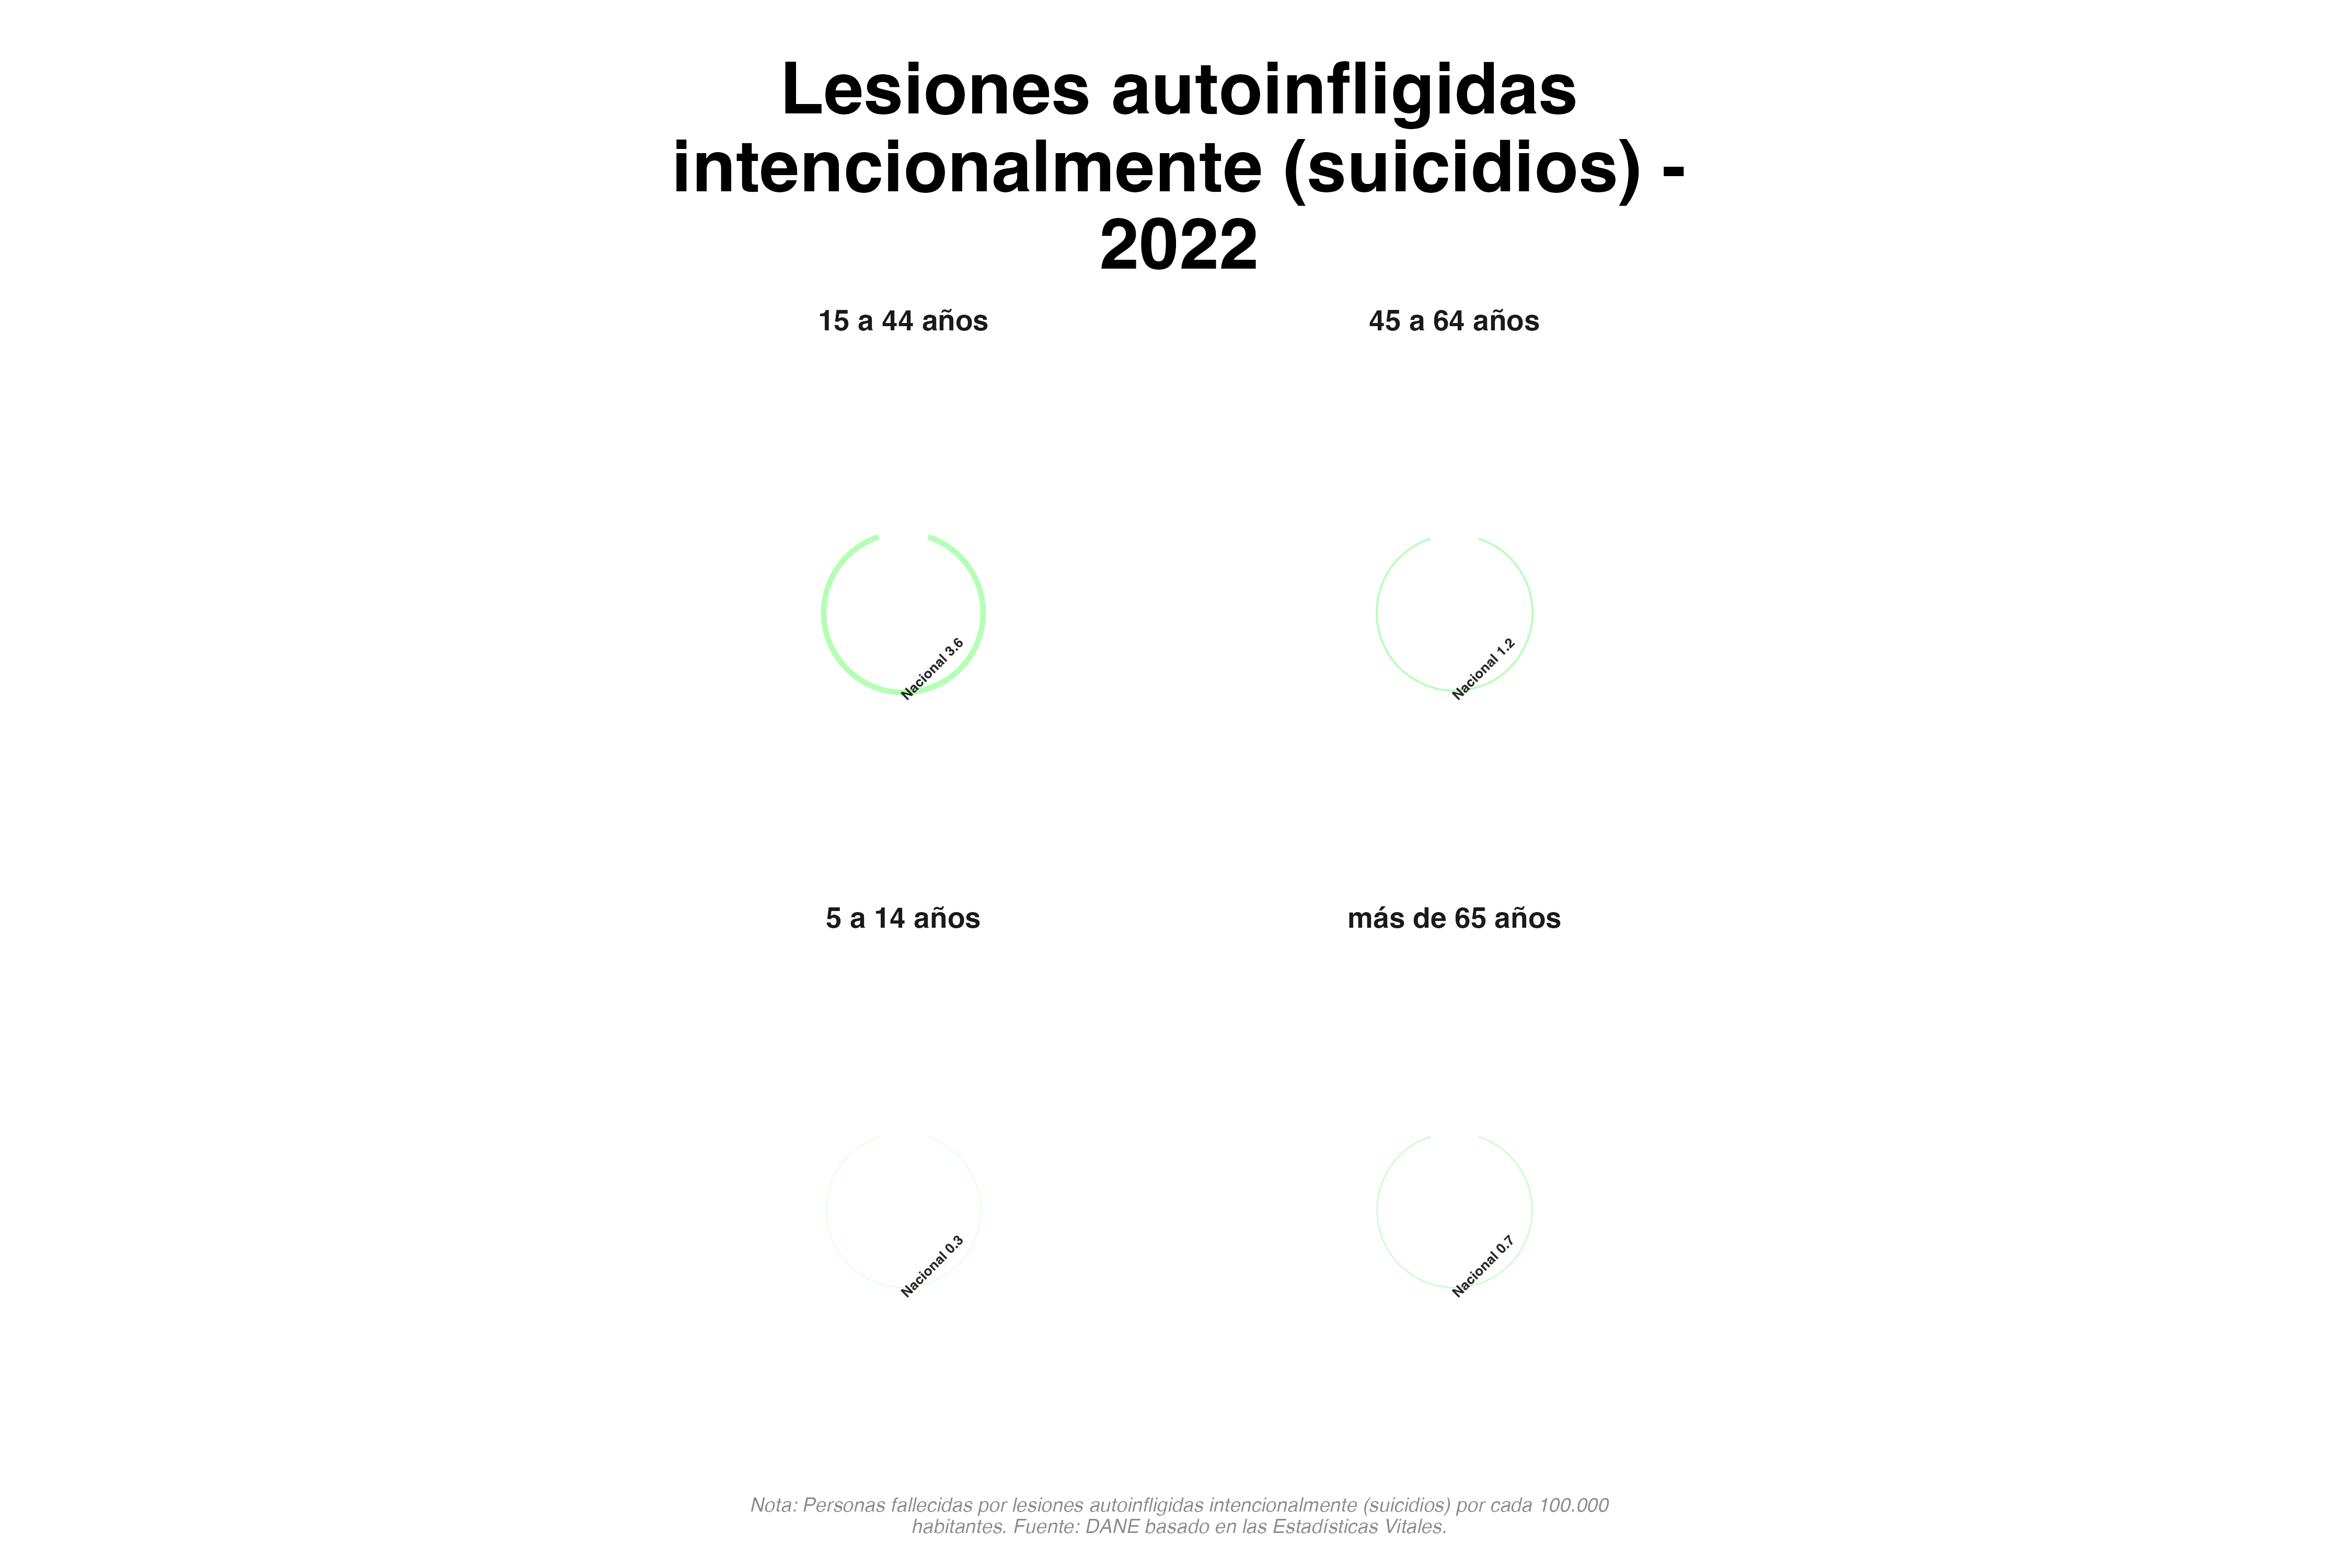 Lesiones autoinfligidas
intencionalmente (suicidios) -
2022
15 a 44 años
45 a 64 años
Nacional 3.6
Nacional 1.2
5 a 14 años
más de 65 años
Nacional 0.3
Nacional 0.7
Nota: Personas fallecidas por lesiones autoinfligidas intencionalmente (suicidios) por cada 100.000
habitantes. Fuente: DANE basado en las Estadísticas Vitales.